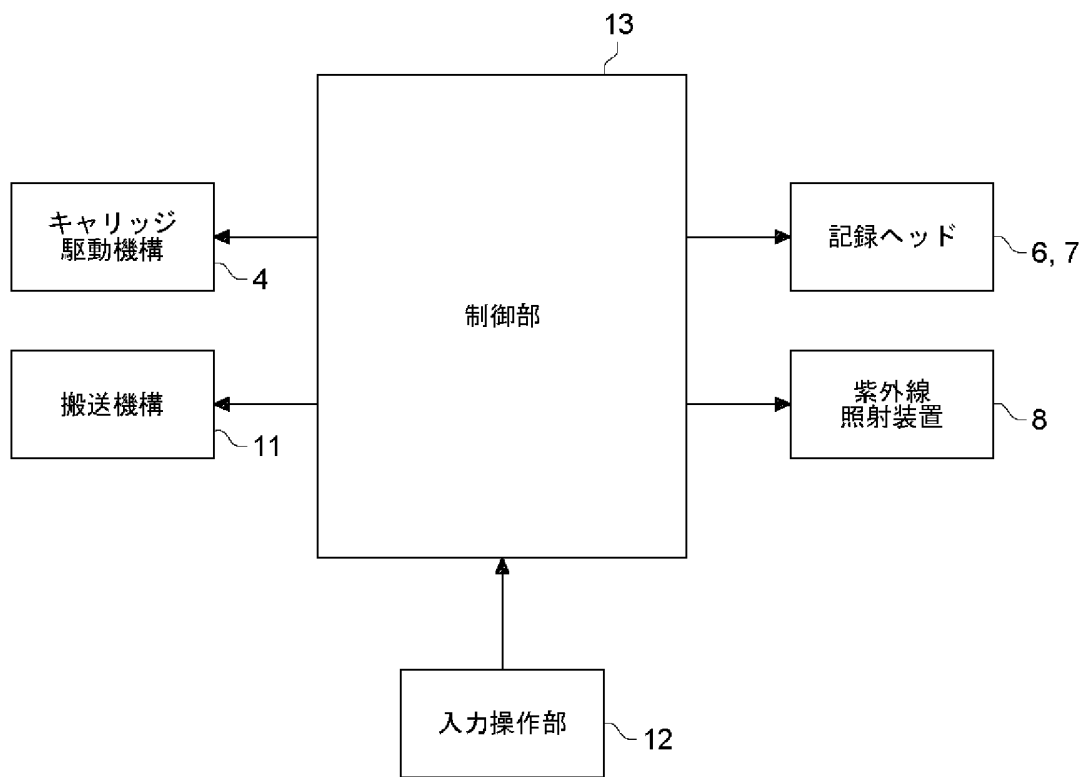 13
キャリッジ
駆動機構
4
記録ヘッド
6, 7
制御部
搬送機構
11
紫外線
照射装置
8
入力操作部
12